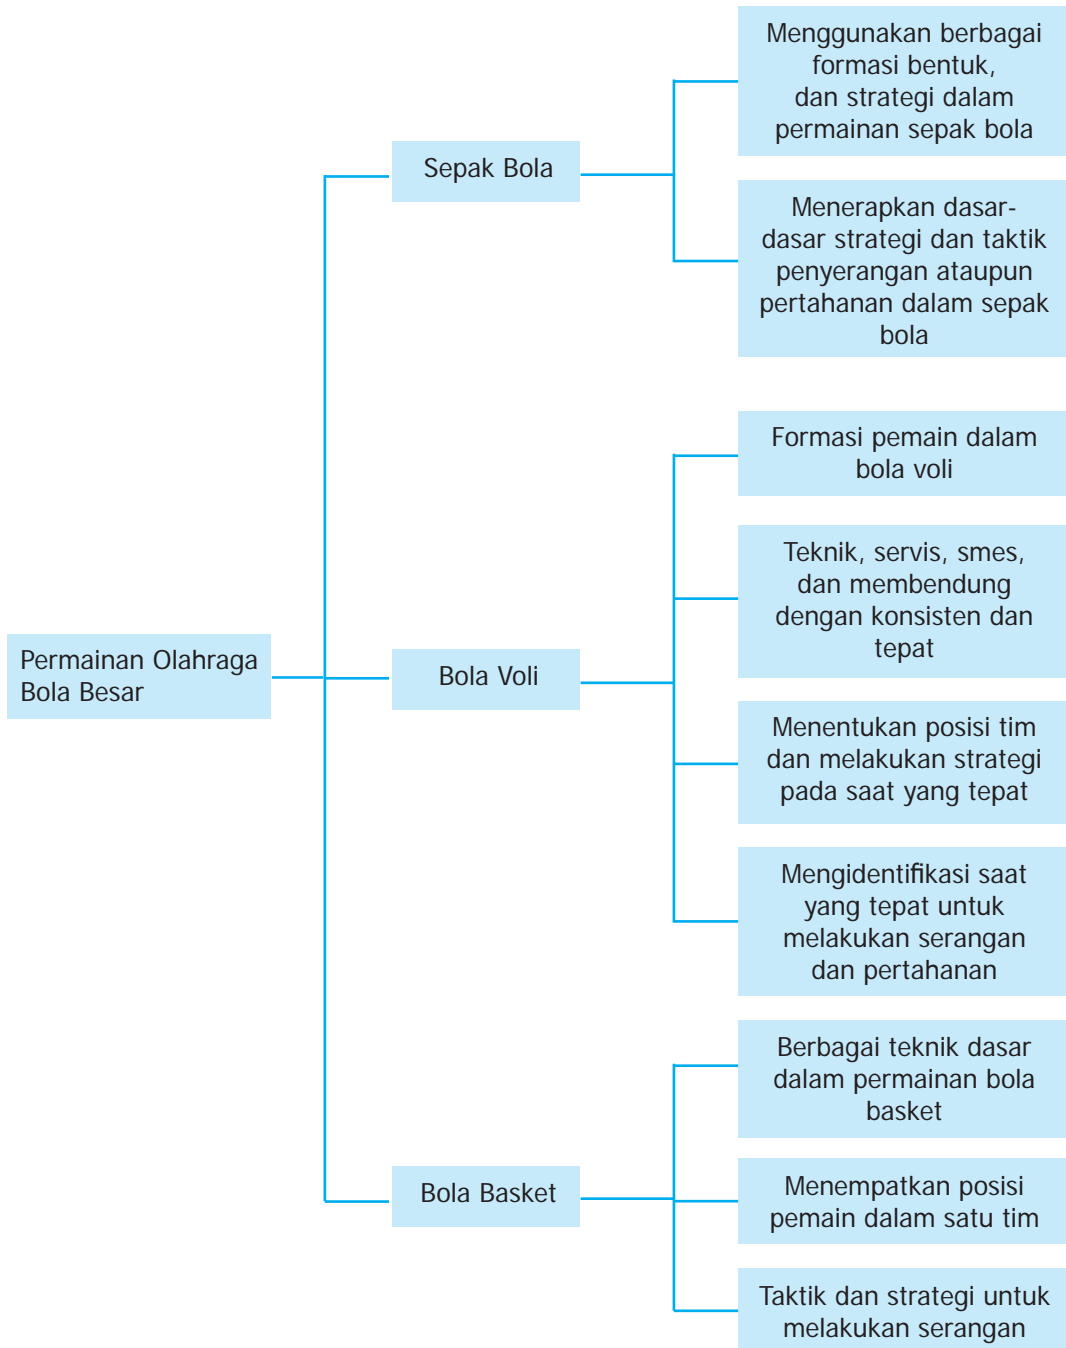 Permainan Olahraga
Bola Besar
Sepak Bola
Menggunakan berbagai
formasi bentuk,
dan strategi dalam
permainan sepak bola
Menerapkan dasar-
dasar strategi dan taktik
penyerangan ataupun
pertahanan dalam sepak
bola
Bola Voli
Formasi pemain dalam
bola voli
Teknik, servis, smes,
dan membendung
dengan konsisten dan
tepat
Menentukan posisi tim
dan melakukan strategi
pada saat yang tepat
Mengidentifikasi saat
yang tepat untuk
melakukan serangan
dan pertahanan
Bola Basket
Berbagai teknik dasar
dalam permainan bola
basket
Menempatkan posisi
pemain dalam satu tim
Taktik dan strategi untuk
melakukan serangan